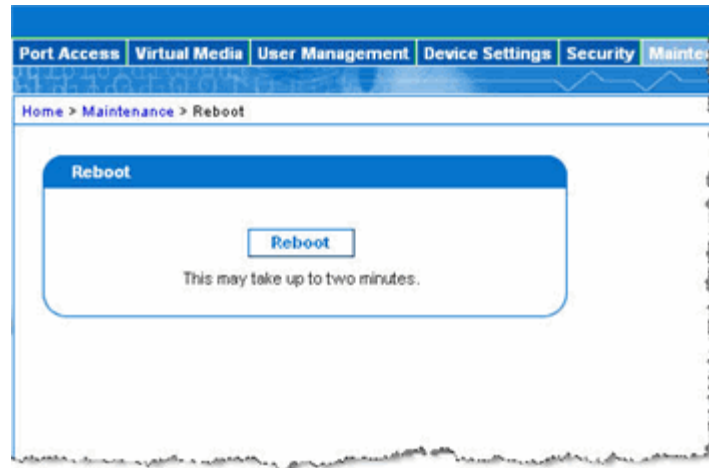 Port Access Virtual Media User Management Device Settings Security
Home > Maintenance > Reboot
Reboot
Reboot
This may take up to two minutes.